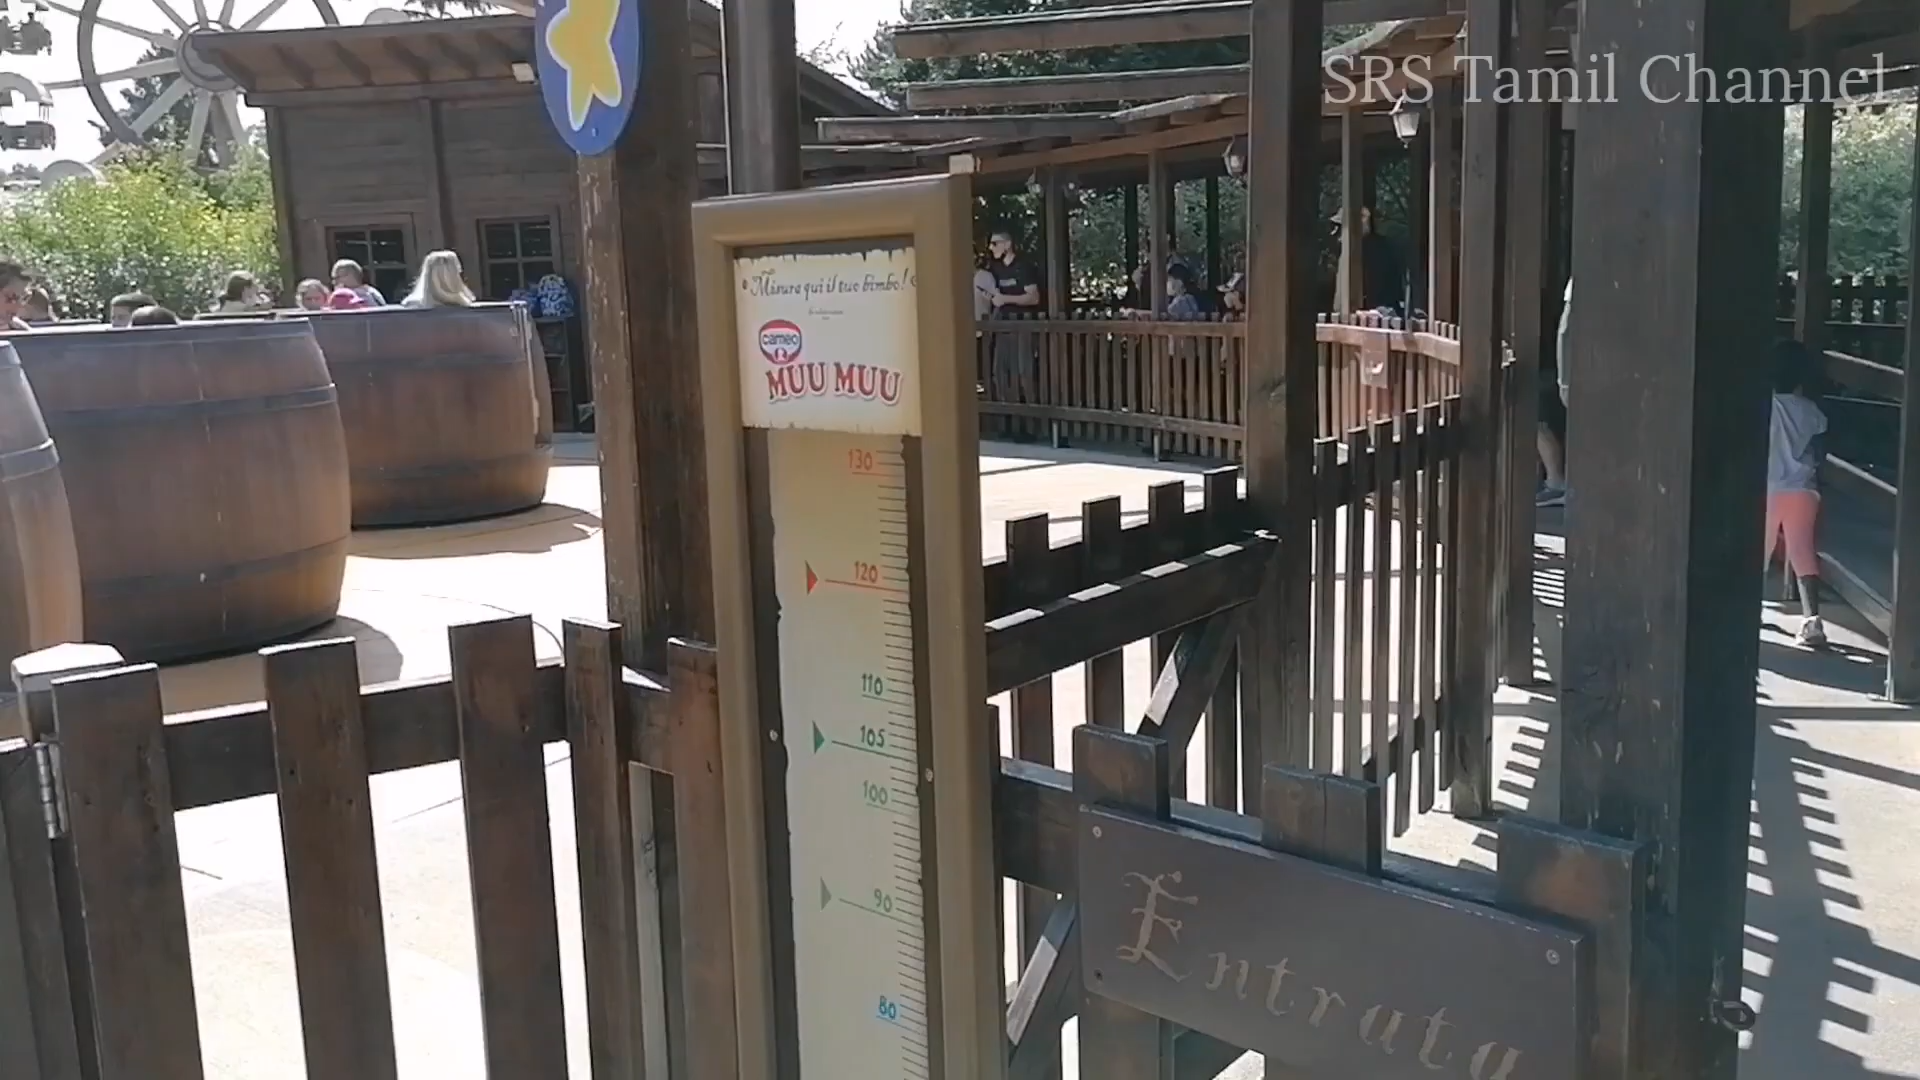 SRS Tamil Channel
Misura qui il tuo bimbo!
cameo
MUU MUU
130
120
110
105
100
90
80
Entrata